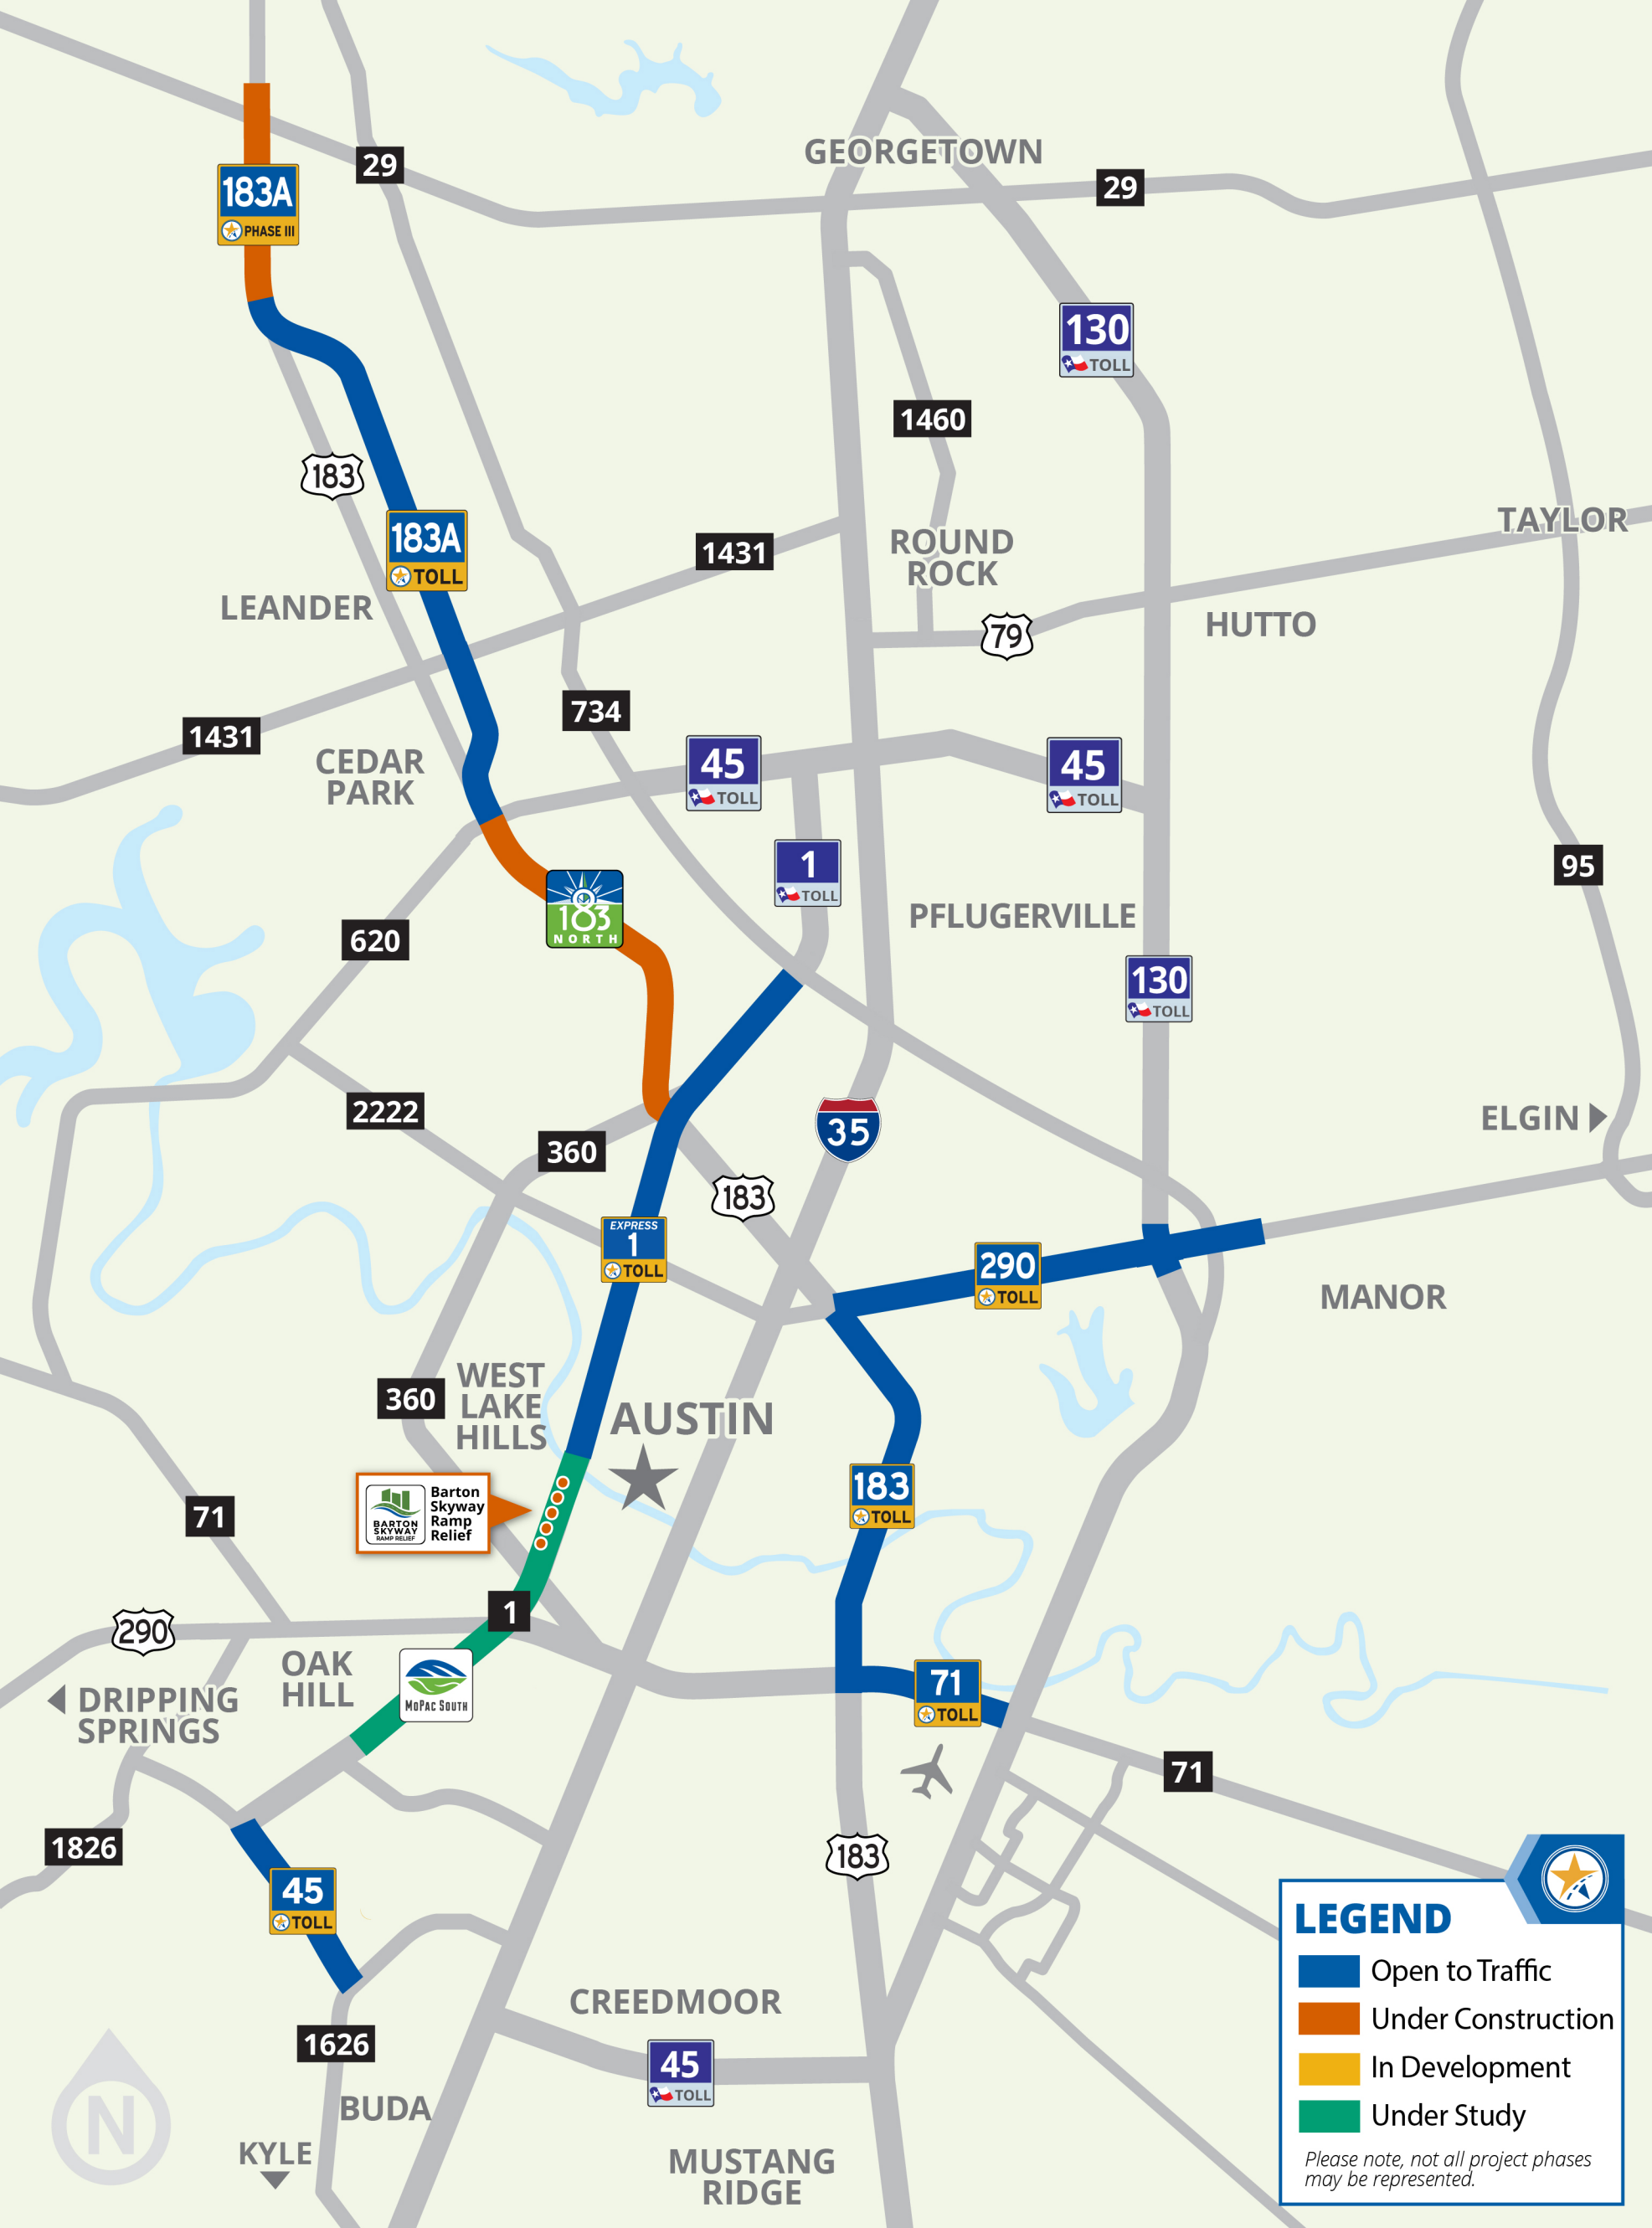 GEORGETOWN
29
183A
PHASE III
29
130
TOLL
1460
183
TAYLOR
183A
TOLL
1431
ROUND
ROCK
LEANDER
HUTTO
79
734
1431
CEDAR
PARK
45
TOLL
45
TOLL
1
TOLL
95
183
NORTH
PFLUGERVILLE
620
130
TOLL
2222
ELGIN
35
360
183
EXPRESS
1
TOLL
290
TOLL
MANOR
WEST
LAKE
HILLS
360
AUSTIN
183
TOLL
71
BARTON
SKYWAY
RAMP RELIEF
Barton
Skyway
Ramp
Relief
1
290
OAK
HILL
MoPac South
71
TOLL
DRIPPING
SPRINGS
71
1826
183
45
TOLL
CREEDMOOR
1626
45
TOLL
BUDA
N
KYLE
MUSTANG
RIDGE
LEGEND
Open to Traffic
Under Construction
In Development
Under Study
Please note, not all project phases
may be represented.